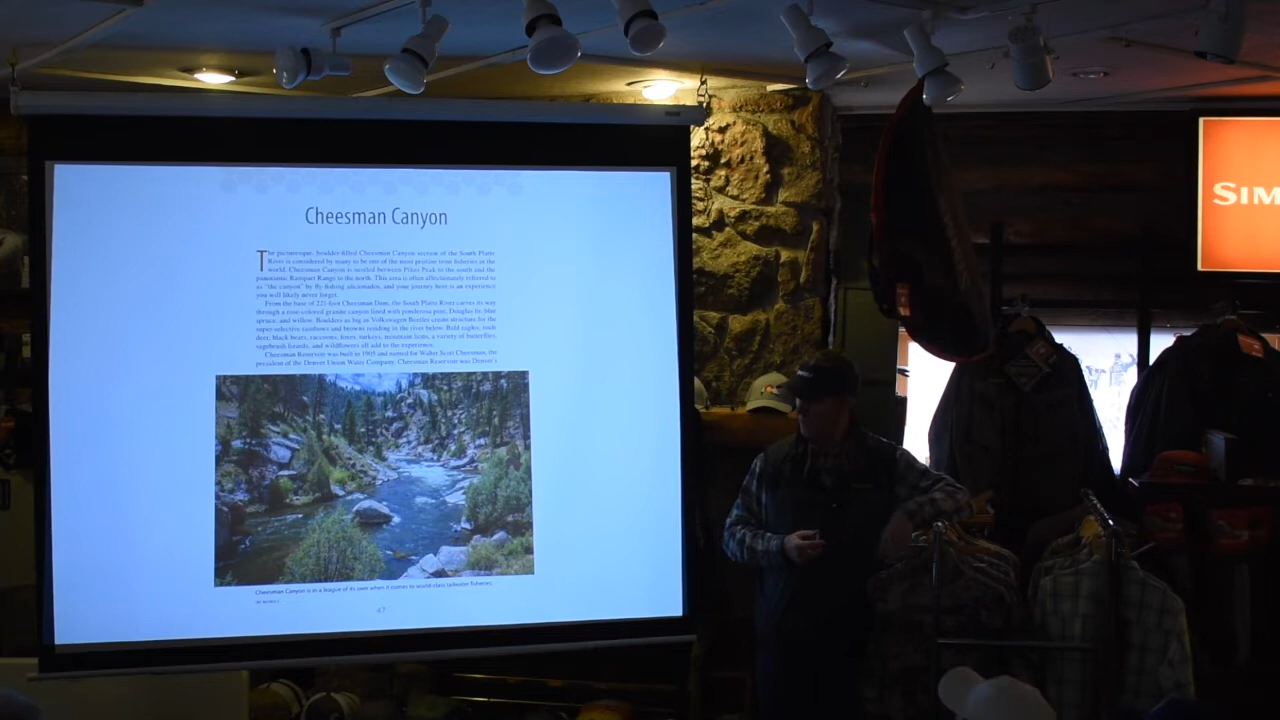 Cheesman Canyon
The picturesque, boulder-filled Cheesman Canyon section of the South Platte
River is considered by many to be one of the most pristine trout fisheries in the
world. Cheesman Canyon is nestled between Pikes Peak to the south and the
panoramic Rampart Range to the north. This area is often affectionately referred to
as "the canyon" by fly-fishing aficionados, and your journey here is an experience
you will likely never forget.
From the base of 221-foot Cheesman Dam, the South Platte River carves its way
through a rose-colored granite canyon lined with ponderosa pine, Douglas fir, blue
spruce, and willow. Boulders as big as Volkswagen Beetles create structure for the
super-selective rainbows and browns residing in the river below. Bald eagles, mule
deer, black bears, raccoons, foxes, turkeys, mountain lions, a variety of butterflies,
sagebrush lizards, and wildflowers all add to the experience.
Cheesman Reservoir was built in 1905 and named for Walter Scott Cheesman, the
president of the Denver Union Water Company. Cheesman Reservoir was Denver's
Cheesman Canyon is in a league of its own when it comes to world-class tailwater fisheries.
47
SIM